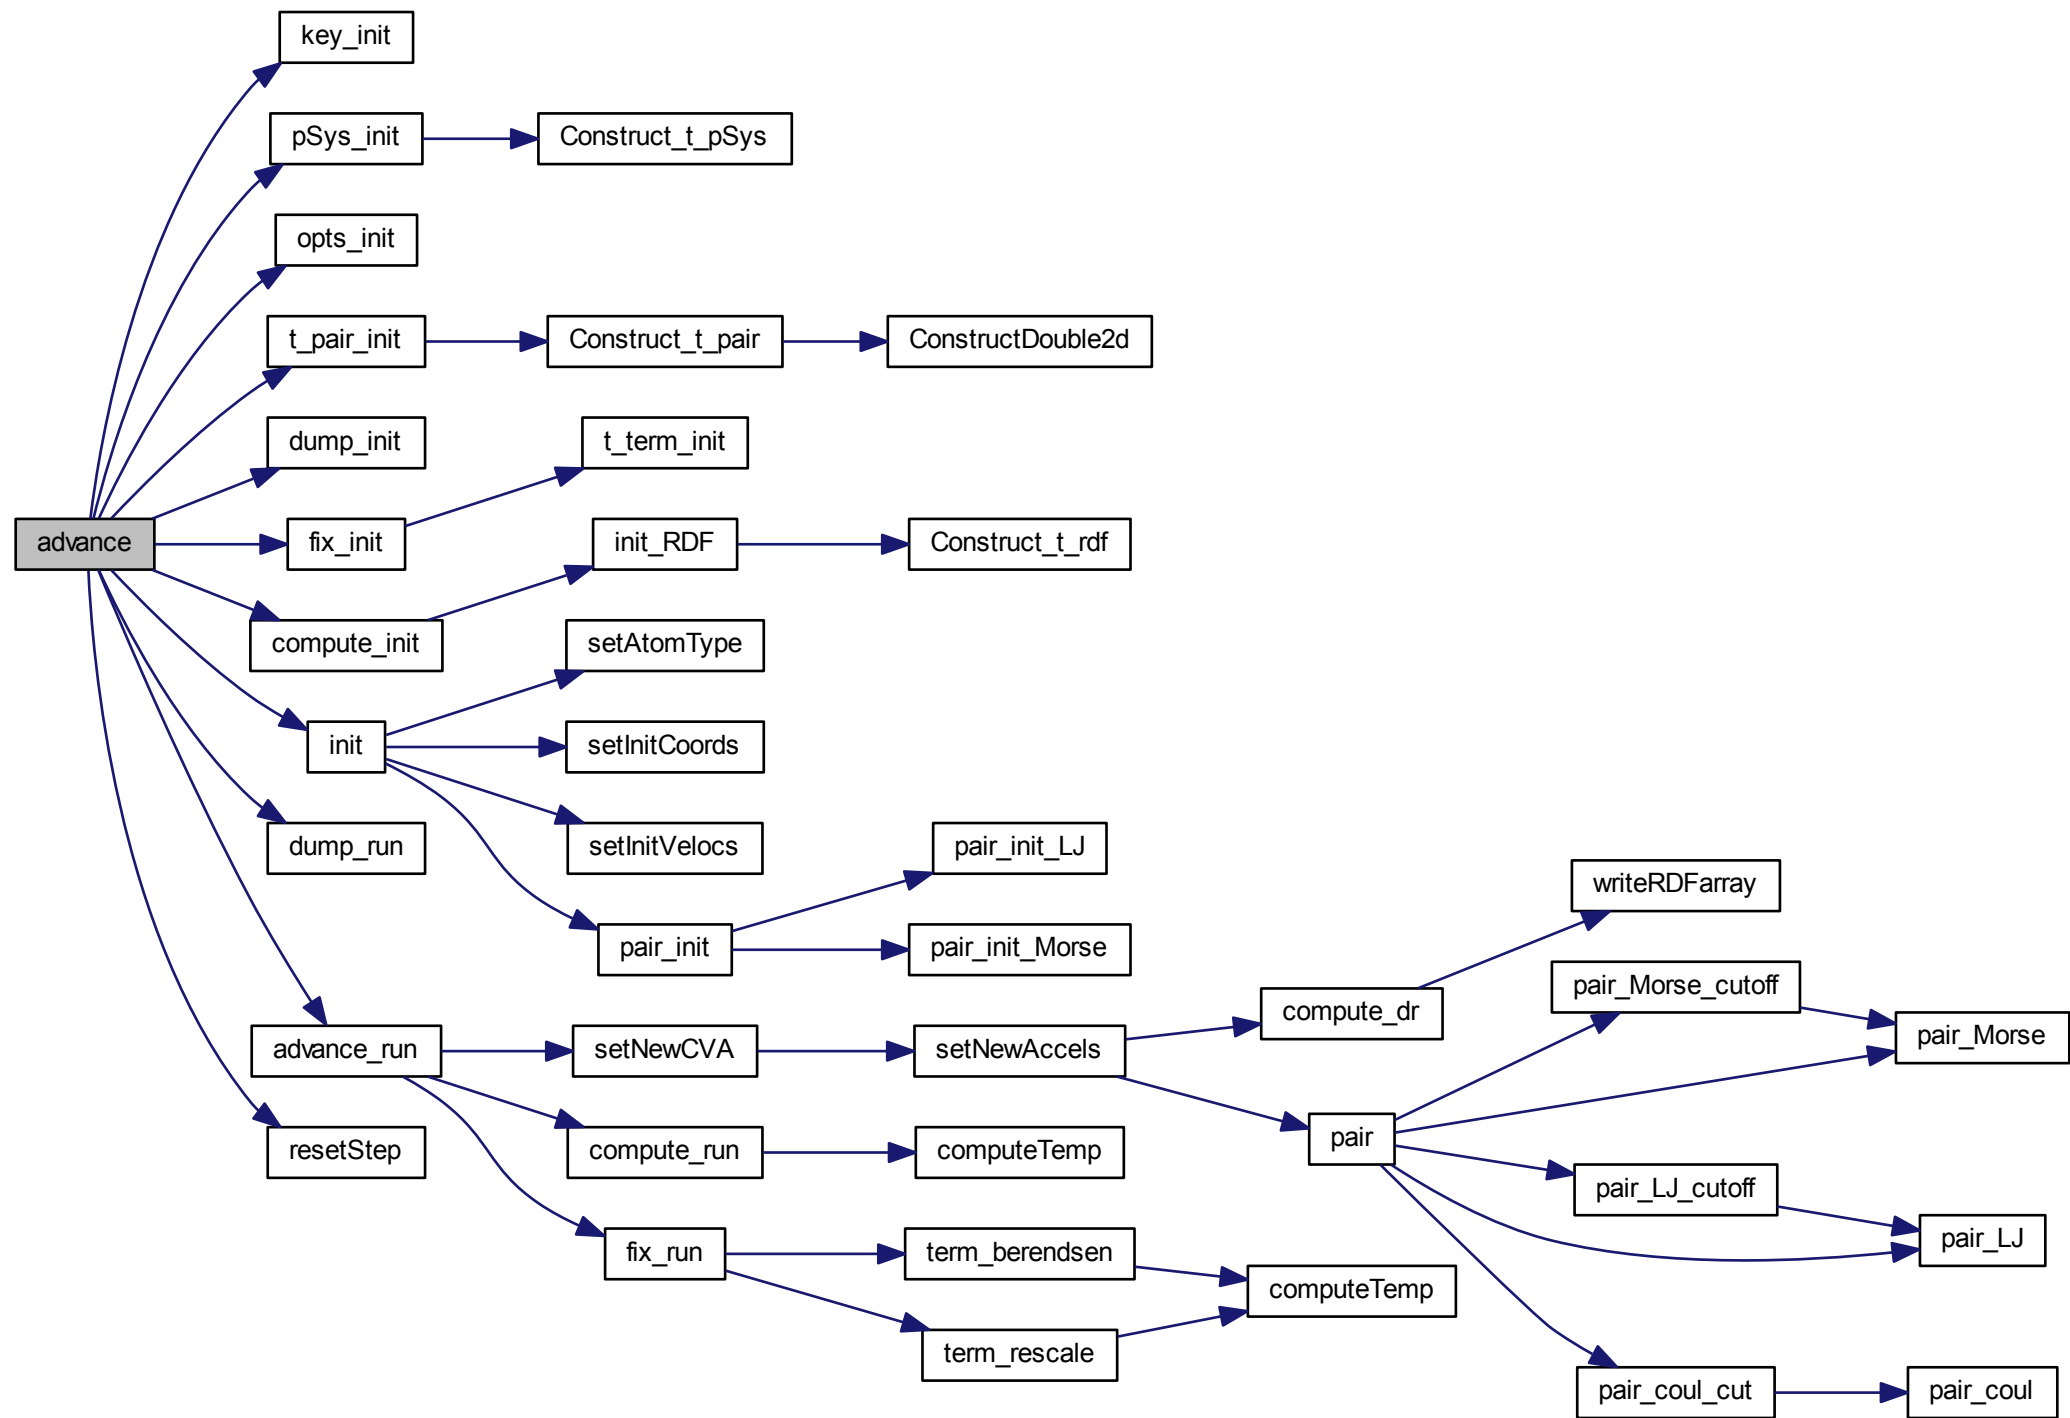 key_init
pSys_init
Construct_t_pSys
opts_init
t_pair_init
Construct_t_pair
ConstructDouble2d
dump_init
t_term_init
advance
fix_init
init_RDF
Construct_t_rdf
compute_init
setAtomType
init
setInitCoords
dump_run
setInitVelocs
pair_init_LJ
writeRDFarray
pair_init
pair_init_Morse
pair_Morse_cutoff
compute_dr
pair_Morse
advance_run
setNewCVA
setNewAccels
pair
resetStep
compute_run
computeTemp
pair_LJ_cutoff
pair_LJ
fix_run
term_berendsen
computeTemp
term_rescale
pair_coul_cut
pair_coul